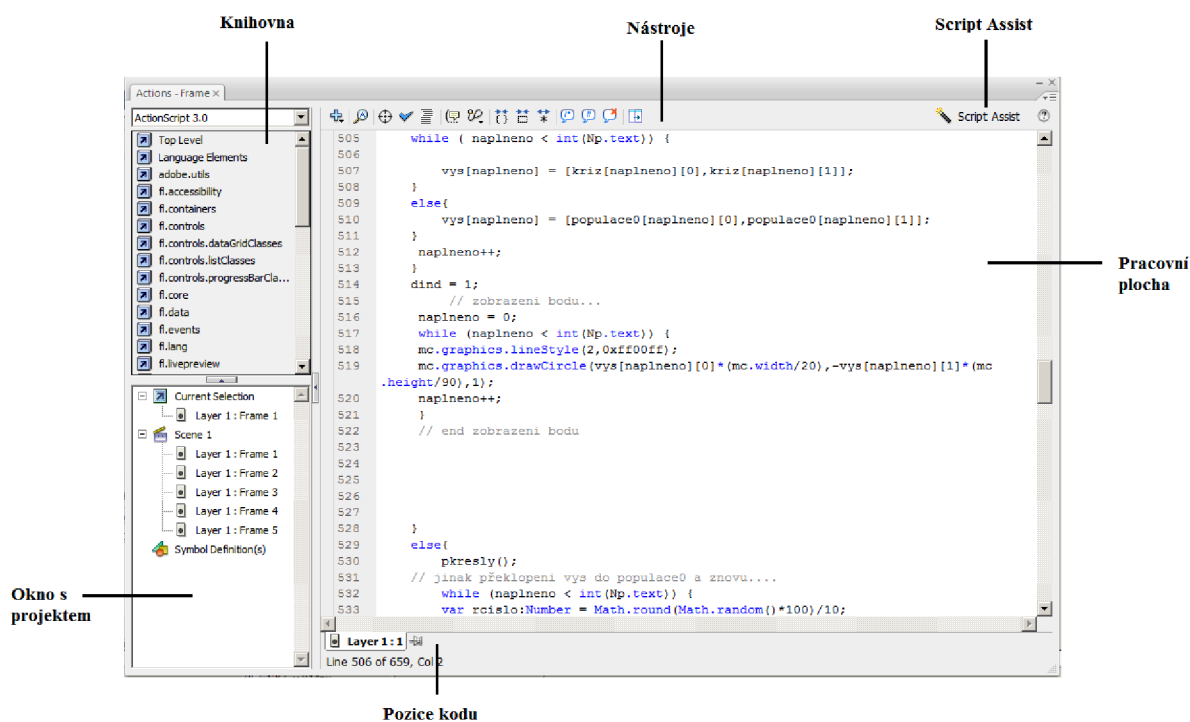 Knihovna
Nástroje
Script Assist
Actions - Frame ×
ActionScript 3.0
Script Assist
Top Level
Language Elements
adobe.utils
fl.accessibility
fl.containers
fl.controls
fl.controls.dataGridClasses
fl.controls.listClasses
fl.controls.progressBarCla...
fl.core
fl.data
fl.events
fl.lang
fl.livepreview
Current Selection
Layer 1 : Frame 1
Scene 1
Layer 1 : Frame 1
Layer 1 : Frame 2
Layer 1 : Frame 3
Layer 1 : Frame 4
Layer 1 : Frame 5
Symbol Definition(s)
505 while ( naplneno < int(Np.text)) {
506
507 vys[naplneno] = [kriz[naplneno][0],kriz[naplneno][1]];
508 }
509 else{
510 vys[naplneno] = [populace0[naplneno][0],populace0[naplneno][1]];
511 }
512 naplneno++;
513 }
514 dind = 1;
515 // zobrazeni bodu...
516 naplneno = 0;
517 while (naplneno < int(Np.text)) {
518 mc.graphics.lineStyle(2,0xff00ff);
519 mc.graphics.drawCircle(vys[naplneno][0]*(mc.width/20),-vys[naplneno][1]*(mc
.height/90),1);
520 naplneno++;
521 }
522 // end zobrazeni bodu
523
524
525
526
527
528 }
529 else{
530 pkresly();
531 // jinak překlopeni vys do populace0 a znovu....
532 while (naplneno < int(Np.text)) {
533 var rcislo:Number = Math.round(Math.random()*100)/10;
Layer 1 : 1
Line 506 of 659, Col 2
Pracovní
plocha
Okno s
projektem
Pozice kodu